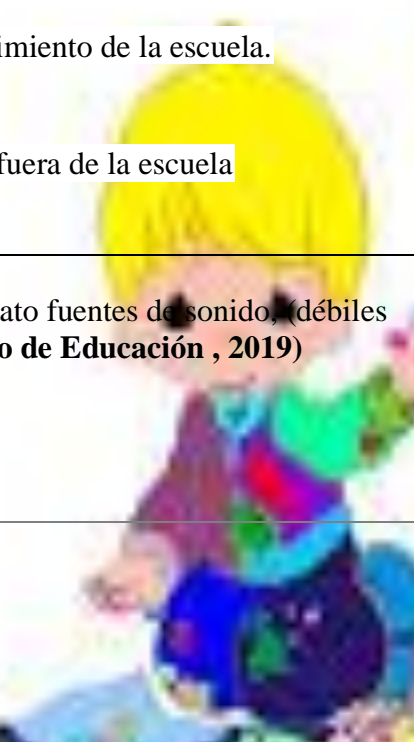 imiento de la escuela.
fuera de la escuela
ato fuentes de sonido, (débiles
o de Educación , 2019)